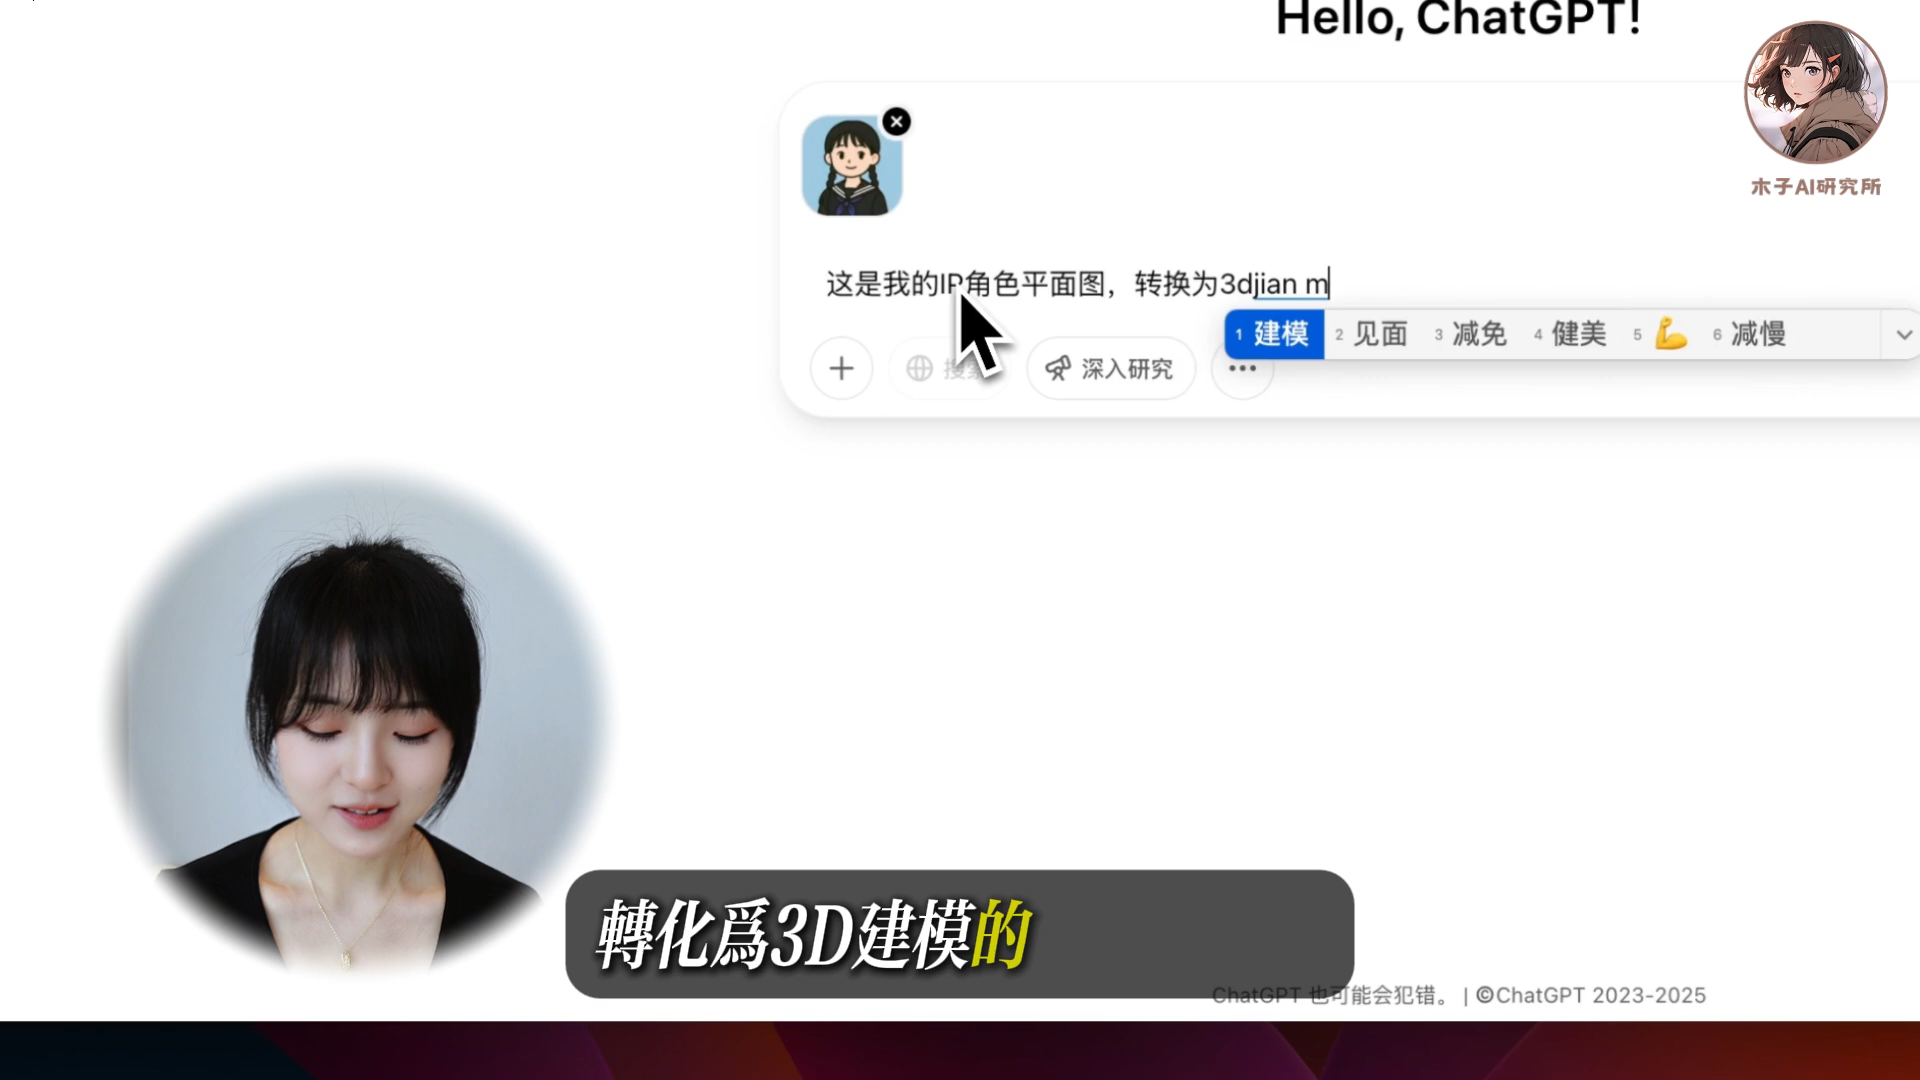 Hello, ChatGPT!
木子AI研究所
这是我的IP角色平面图，转换为3djian m
1 建模 2 见面 3 减免 4 健美 5 💪 6 减慢
深入研究
轉化爲3D建模的
ChatGPT 也可能会犯错。 | ©ChatGPT 2023-2025